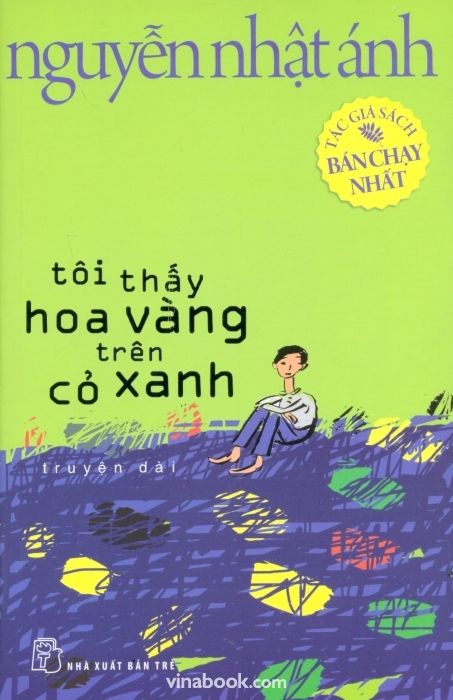 nguyễn nhật ánh
TÁC GIẢ SÁCH
BÁN CHẠY
NHẤT
tôi thấy
hoa vàng
trên
cỏ xanh
truyện dài
NHÀ XUẤT BẢN TRẺ
vinabook.com